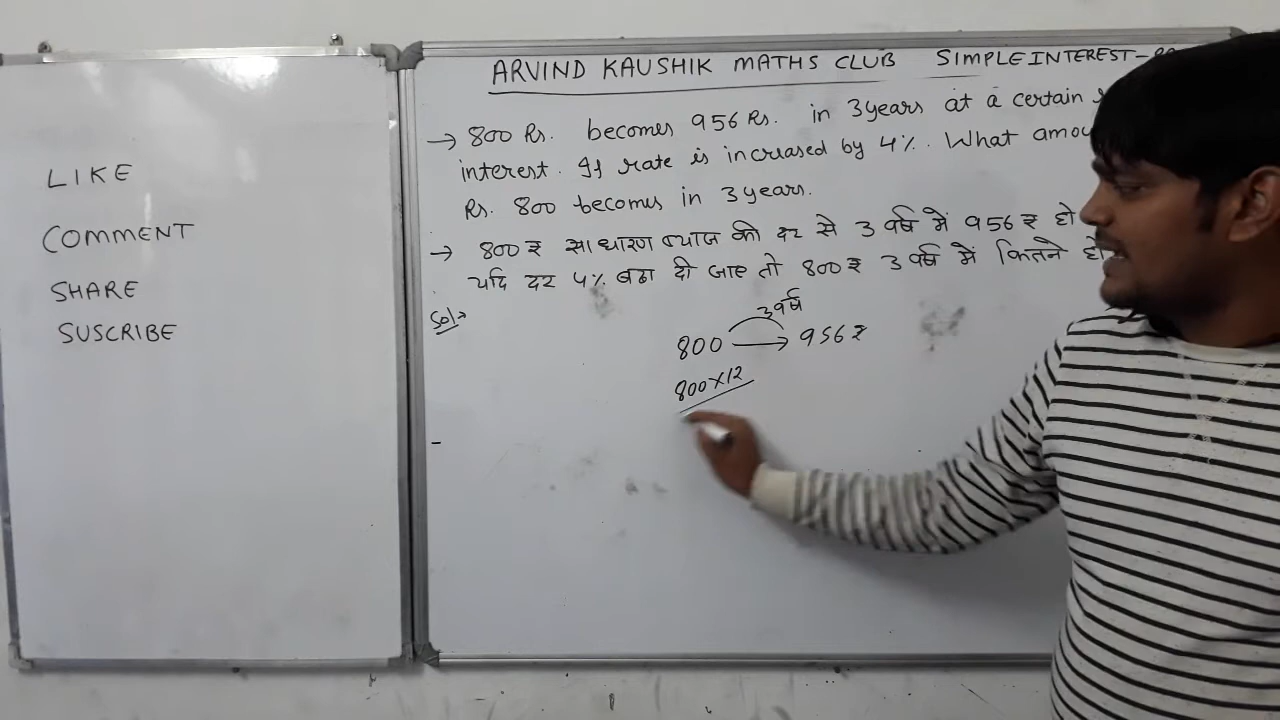 LIKE
COMMENT
SHARE
SUSCRIBE
ARVIND KAUSHIK MATHS CLUB SIMPLE INTEREST-
→ 800 Rs. becomes 956 Rs. in 3 years at a certain
interest. If rate is incriased by 4%. What
Rs. 800 becomes in 3 years.
→ 800 ₹ साधारण ब्याज की दर से 3 वर्ष में 956 ₹ हो
यदि दर 4% बढा दी जाए तो 800 ₹ 3 वर्ष में कितने
Sol→
3 वर्ष
800 → 956 ₹
800×12